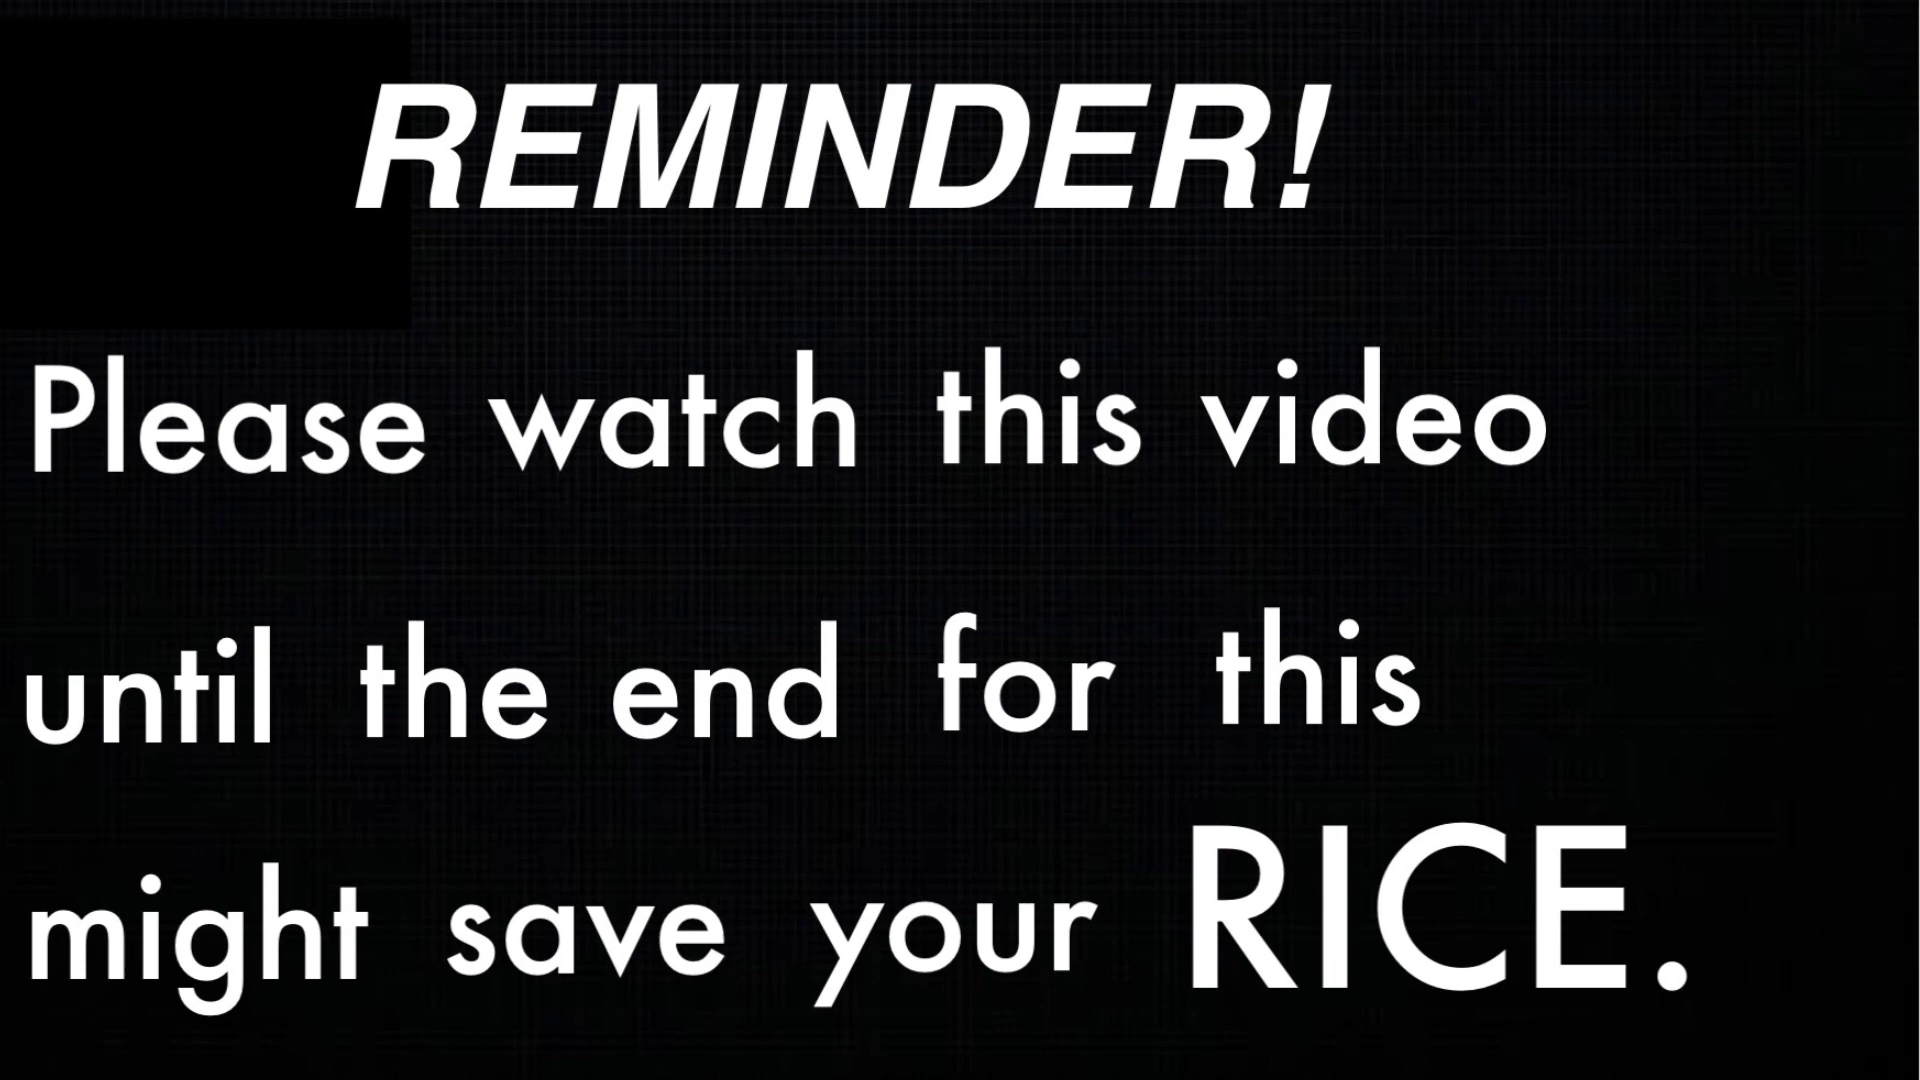 REMINDER!
Please watch this video
until the end for this
might save your RICE.